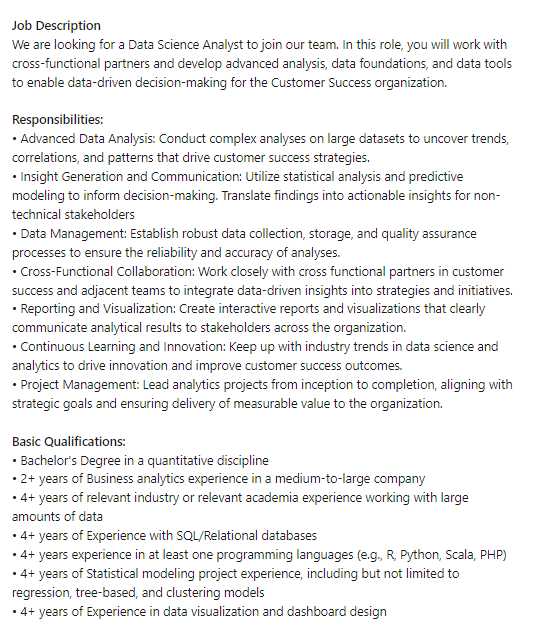 Job Description
We are looking for a Data Science Analyst to join our team. In this role, you will work with
cross-functional partners and develop advanced analysis, data foundations, and data tools
to enable data-driven decision-making for the Customer Success organization.
Responsibilities:
• Advanced Data Analysis: Conduct complex analyses on large datasets to uncover trends,
correlations, and patterns that drive customer success strategies.
• Insight Generation and Communication: Utilize statistical analysis and predictive
modeling to inform decision-making. Translate findings into actionable insights for non-
technical stakeholders
• Data Management: Establish robust data collection, storage, and quality assurance
processes to ensure the reliability and accuracy of analyses.
• Cross-Functional Collaboration: Work closely with cross functional partners in customer
success and adjacent teams to integrate data-driven insights into strategies and initiatives.
• Reporting and Visualization: Create interactive reports and visualizations that clearly
communicate analytical results to stakeholders across the organization.
• Continuous Learning and Innovation: Keep up with industry trends in data science and
analytics to drive innovation and improve customer success outcomes.
• Project Management: Lead analytics projects from inception to completion, aligning with
strategic goals and ensuring delivery of measurable value to the organization.
Basic Qualifications:
• Bachelor's Degree in a quantitative discipline
• 2+ years of Business analytics experience in a medium-to-large company
• 4+ years of relevant industry or relevant academia experience working with large
amounts of data
• 4+ years of Experience with SQL/Relational databases
• 4+ years experience in at least one programming languages (e.g., R, Python, Scala, PHP)
• 4+ years of Statistical modeling project experience, including but not limited to
regression, tree-based, and clustering models
• 4+ years of Experience in data visualization and dashboard design